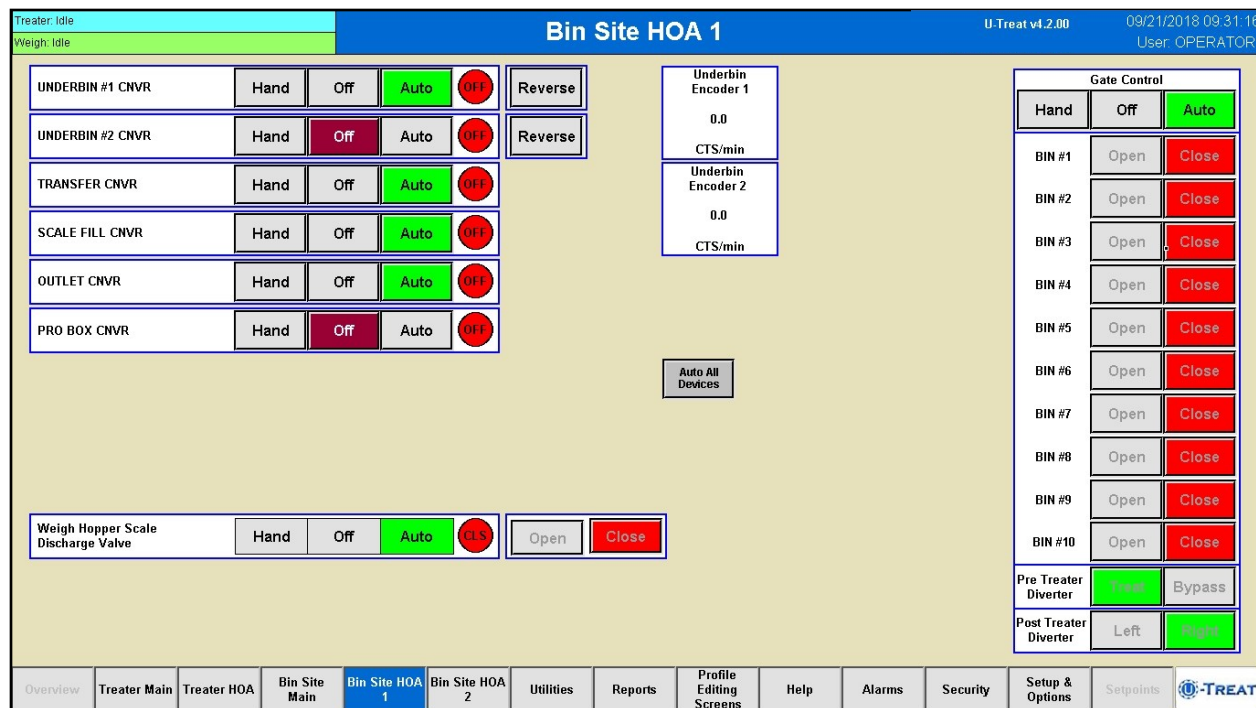 Treater: Idle
Weigh: Idle
Bin Site HOA 1
U-Treat v4.2.00
09/21/2018 09:31:16
User: OPERATOR
UNDERBIN #1 CNVR Hand Off Auto OFF Reverse
UNDERBIN #2 CNVR Hand Off Auto OFF Reverse
TRANSFER CNVR Hand Off Auto OFF
SCALE FILL CNVR Hand Off Auto OFF
OUTLET CNVR Hand Off Auto OFF
PRO BOX CNVR Hand Off Auto OFF
Underbin
Encoder 1
0.0
CTS/min
Underbin
Encoder 2
0.0
CTS/min
Auto All
Devices
Weigh Hopper Scale
Discharge Valve
Hand Off Auto CLS Open Close
Gate Control
Hand Off Auto
BIN #1 Open Close
BIN #2 Open Close
BIN #3 Open Close
BIN #4 Open Close
BIN #5 Open Close
BIN #6 Open Close
BIN #7 Open Close
BIN #8 Open Close
BIN #9 Open Close
BIN #10 Open Close
Pre Treater
Diverter
Treat Bypass
Post Treater
Diverter
Left Right
Overview
Treater Main
Treater HOA
Bin Site
Main
Bin Site HOA
1
Bin Site HOA
2
Utilities
Reports
Profile
Editing
Screens
Help
Alarms
Security
Setup &
Options
Setpoints
U-TREAT